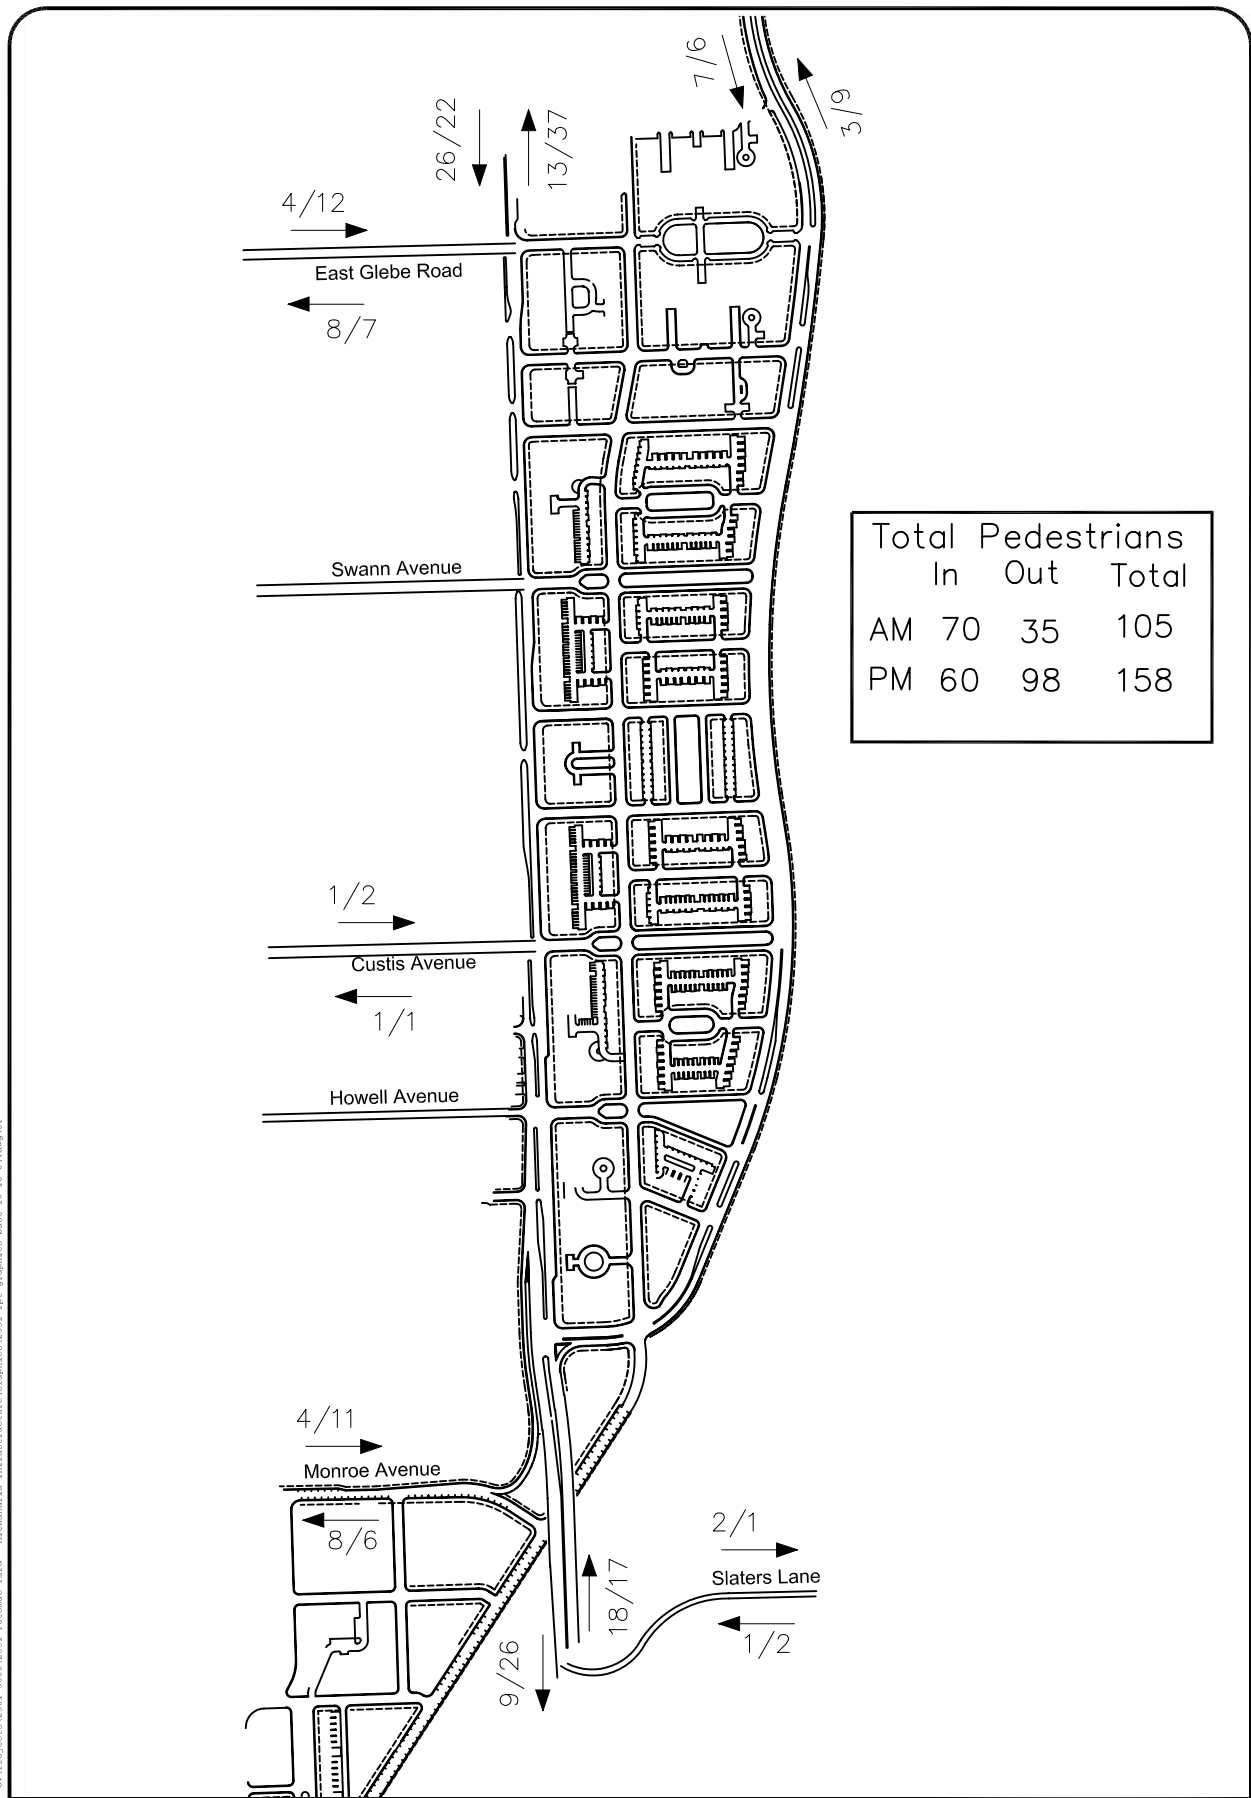 7/6
3/9
26/22
13/37
4/12
East Glebe Road
8/7
Total Pedestrians
In Out Total
AM 70 35 105
PM 60 98 158
Swann Avenue
1/2
Custis Avenue
1/1
Howell Avenue
4/11
Monroe Avenue
8/6
2/1
Slaters Lane
1/2
18/17
9/26